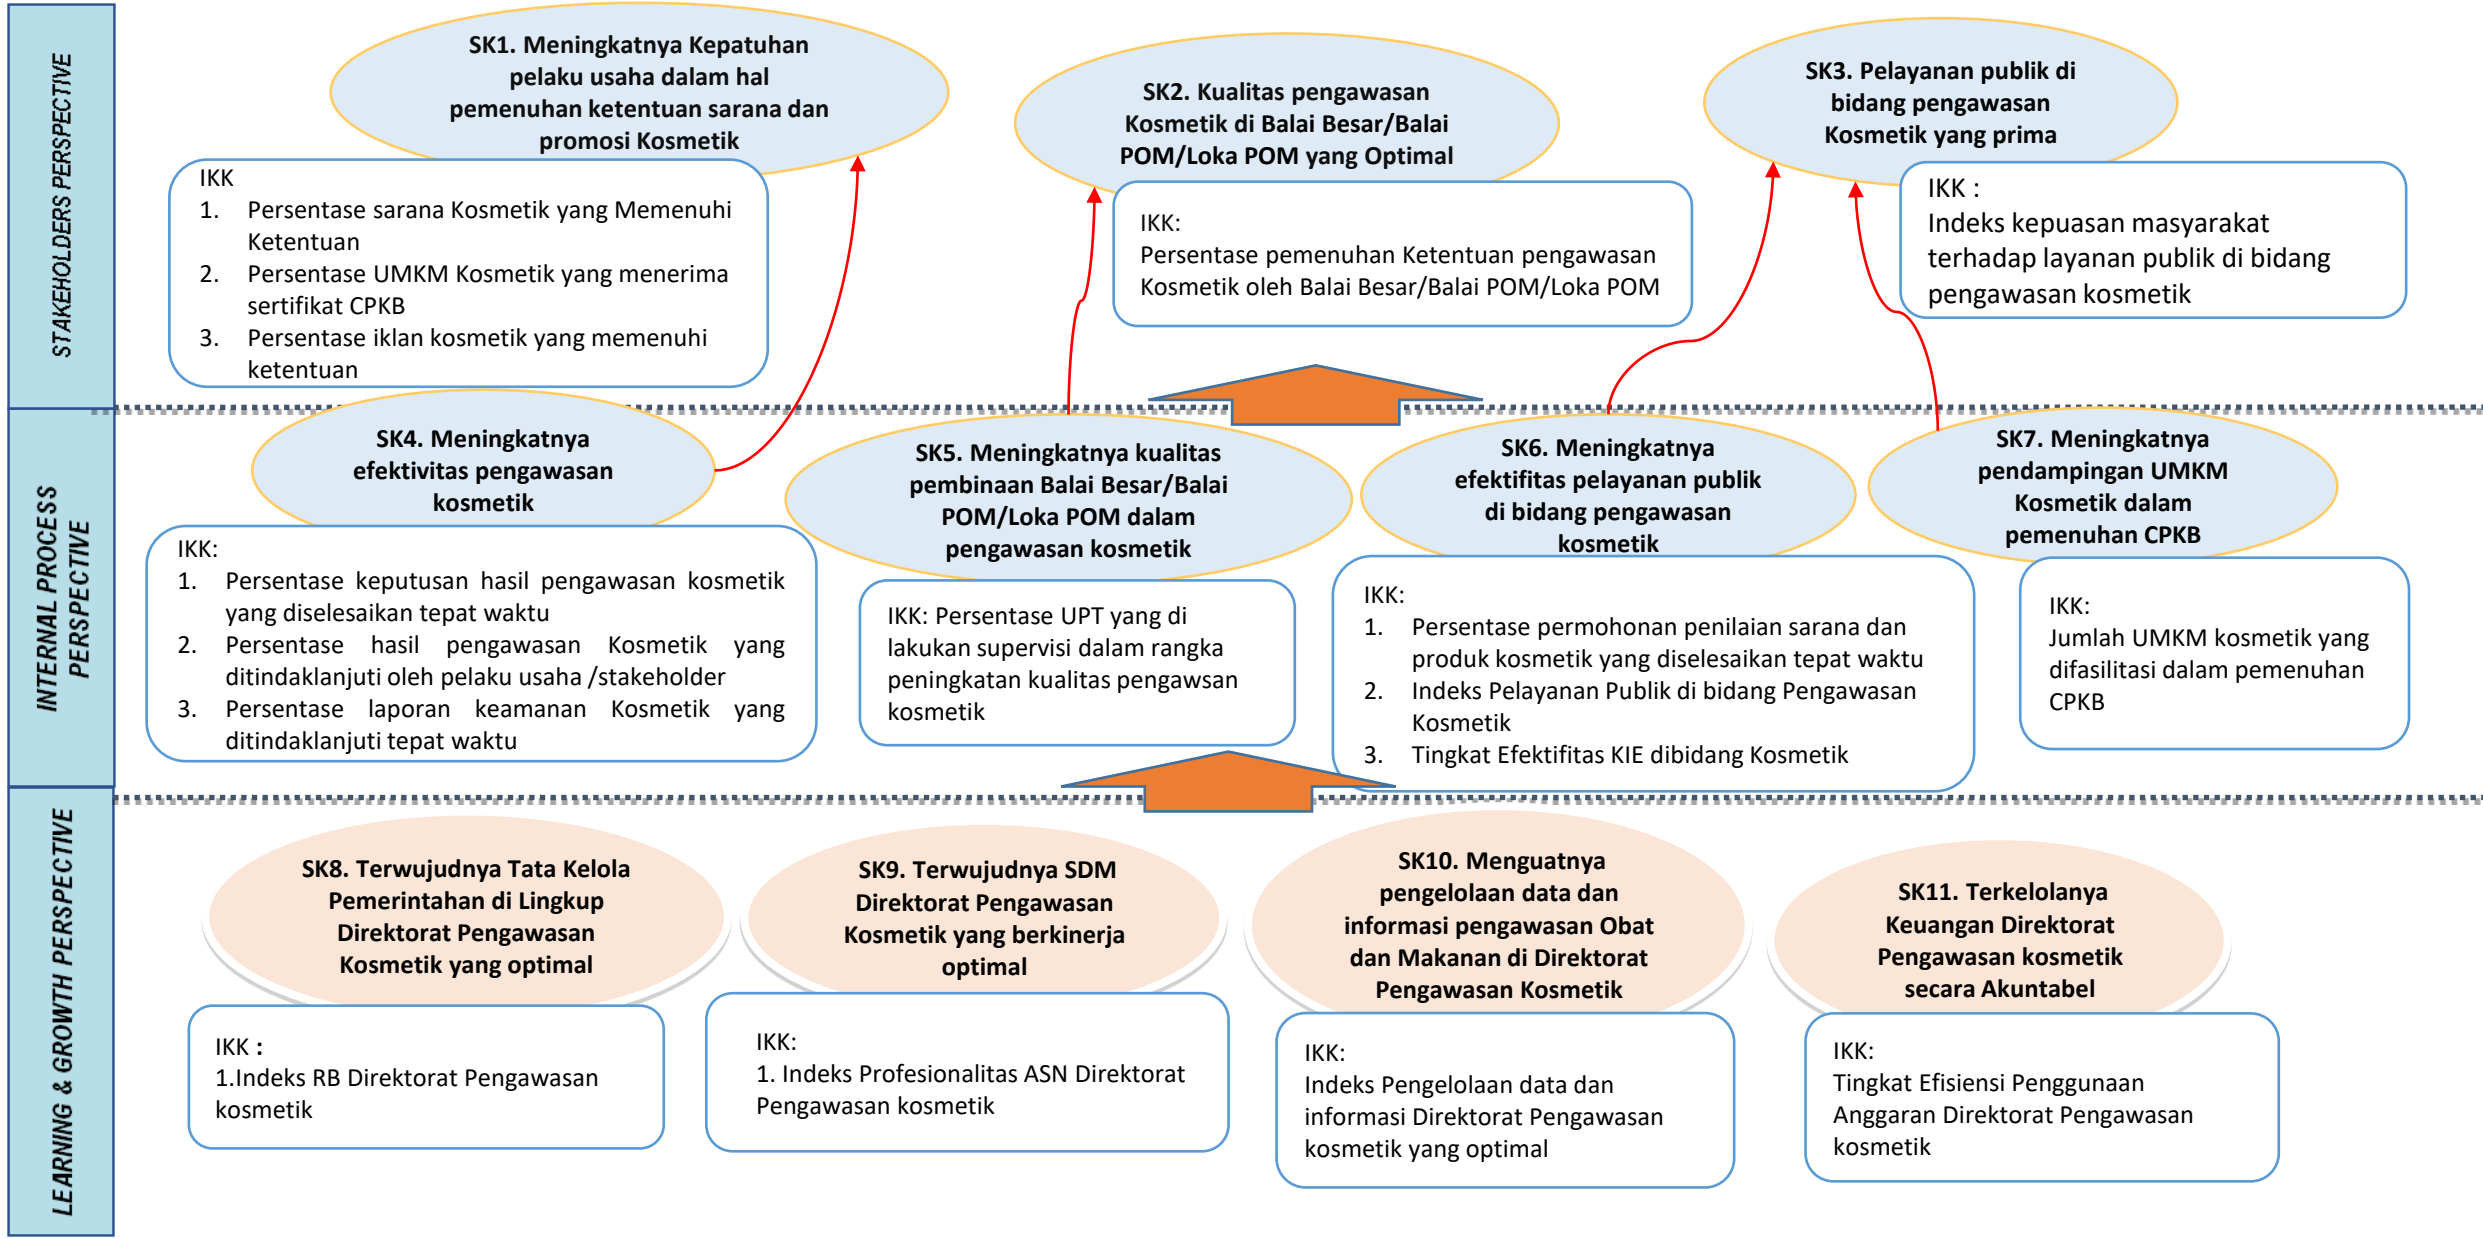 STAKEHOLDERS PERSPECTIVE
SK1. Meningkatnya Kepatuhan
pelaku usaha dalam hal
pemenuhan ketentuan sarana dan
promosi Kosmetik
IKK
1. Persentase sarana Kosmetik yang Memenuhi
Ketentuan
2. Persentase UMKM Kosmetik yang menerima
sertifikat CPKB
3. Persentase iklan kosmetik yang memenuhi
ketentuan
SK2. Kualitas pengawasan
Kosmetik di Balai Besar/Balai
POM/Loka POM yang Optimal
IKK:
Persentase pemenuhan Ketentuan pengawasan
Kosmetik oleh Balai Besar/Balai POM/Loka POM
SK3. Pelayanan publik di
bidang pengawasan
Kosmetik yang prima
IKK :
Indeks kepuasan masyarakat
terhadap layanan publik di bidang
pengawasan kosmetik
INTERNAL PROCESS
PERSPECTIVE
SK4. Meningkatnya
efektivitas pengawasan
kosmetik
IKK:
1. Persentase keputusan hasil pengawasan kosmetik
yang diselesaikan tepat waktu
2. Persentase hasil pengawasan Kosmetik yang
ditindaklanjuti oleh pelaku usaha /stakeholder
3. Persentase laporan keamanan Kosmetik yang
ditindaklanjuti tepat waktu
SK5. Meningkatnya kualitas
pembinaan Balai Besar/Balai
POM/Loka POM dalam
pengawasan kosmetik
IKK: Persentase UPT yang di
lakukan supervisi dalam rangka
peningkatan kualitas pengawsan
kosmetik
SK6. Meningkatnya
efektifitas pelayanan publik
di bidang pengawasan
kosmetik
IKK:
1. Persentase permohonan penilaian sarana dan
produk kosmetik yang diselesaikan tepat waktu
2. Indeks Pelayanan Publik di bidang Pengawasan
Kosmetik
3. Tingkat Efektifitas KIE dibidang Kosmetik
SK7. Meningkatnya
pendampingan UMKM
Kosmetik dalam
pemenuhan CPKB
IKK:
Jumlah UMKM kosmetik yang
difasilitasi dalam pemenuhan
CPKB
LEARNING & GROWTH PERSPECTIVE
SK8. Terwujudnya Tata Kelola
Pemerintahan di Lingkup
Direktorat Pengawasan
Kosmetik yang optimal
IKK :
1.Indeks RB Direktorat Pengawasan
kosmetik
SK9. Terwujudnya SDM
Direktorat Pengawasan
Kosmetik yang berkinerja
optimal
IKK:
1. Indeks Profesionalitas ASN Direktorat
Pengawasan kosmetik
SK10. Menguatnya
pengelolaan data dan
informasi pengawasan Obat
dan Makanan di Direktorat
Pengawasan Kosmetik
IKK:
Indeks Pengelolaan data dan
informasi Direktorat Pengawasan
kosmetik yang optimal
SK11. Terkelolanya
Keuangan Direktorat
Pengawasan kosmetik
secara Akuntabel
IKK:
Tingkat Efisiensi Penggunaan
Anggaran Direktorat Pengawasan
kosmetik